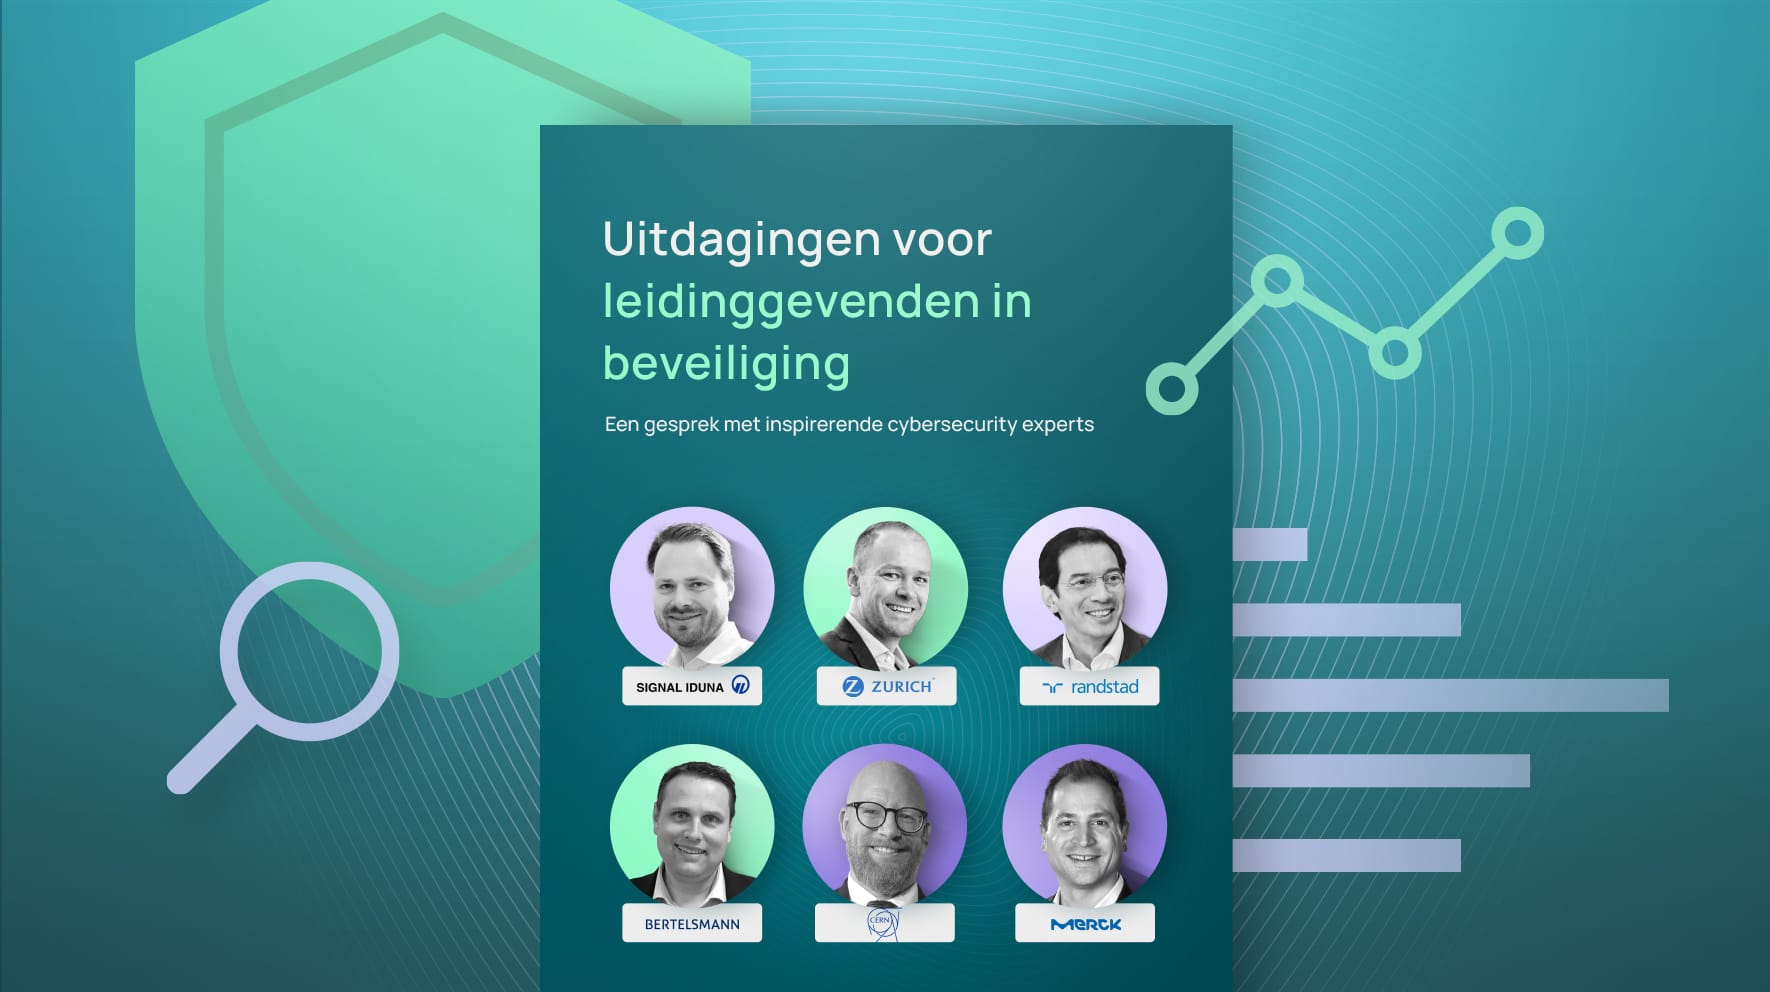 Uitdagingen voor
leidinggevenden in
beveiliging
Een gesprek met inspirerende cybersecurity experts
SIGNAL IDUNA
ZURICH
randstad
BERTELSMANN
CERN
MERCK